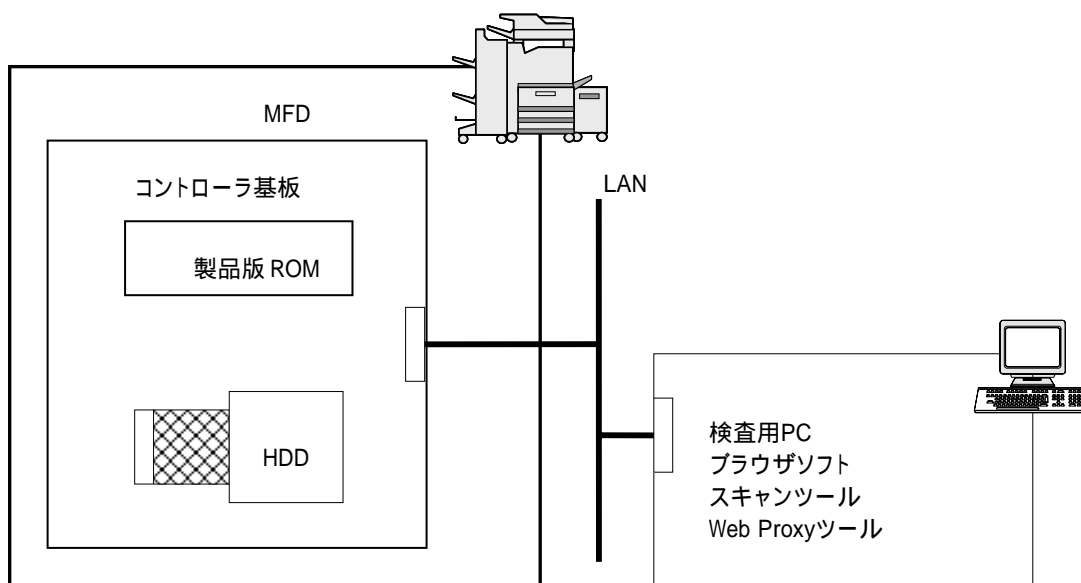 MFD
コントローラ基板
製品版 ROM
HDD
LAN
検査用PC
ブラウザソフト
スキャンツール
Web Proxyツール